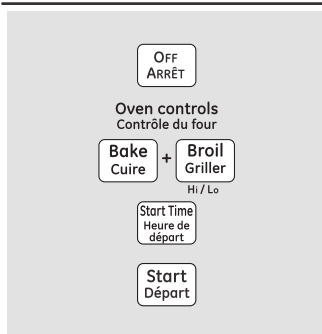 OFF
ARRÊT
Oven controls
Contrôle du four
Bake + Broil
Cuire Griller
Hi / Lo
Start Time
Heure de
départ
Start
Départ